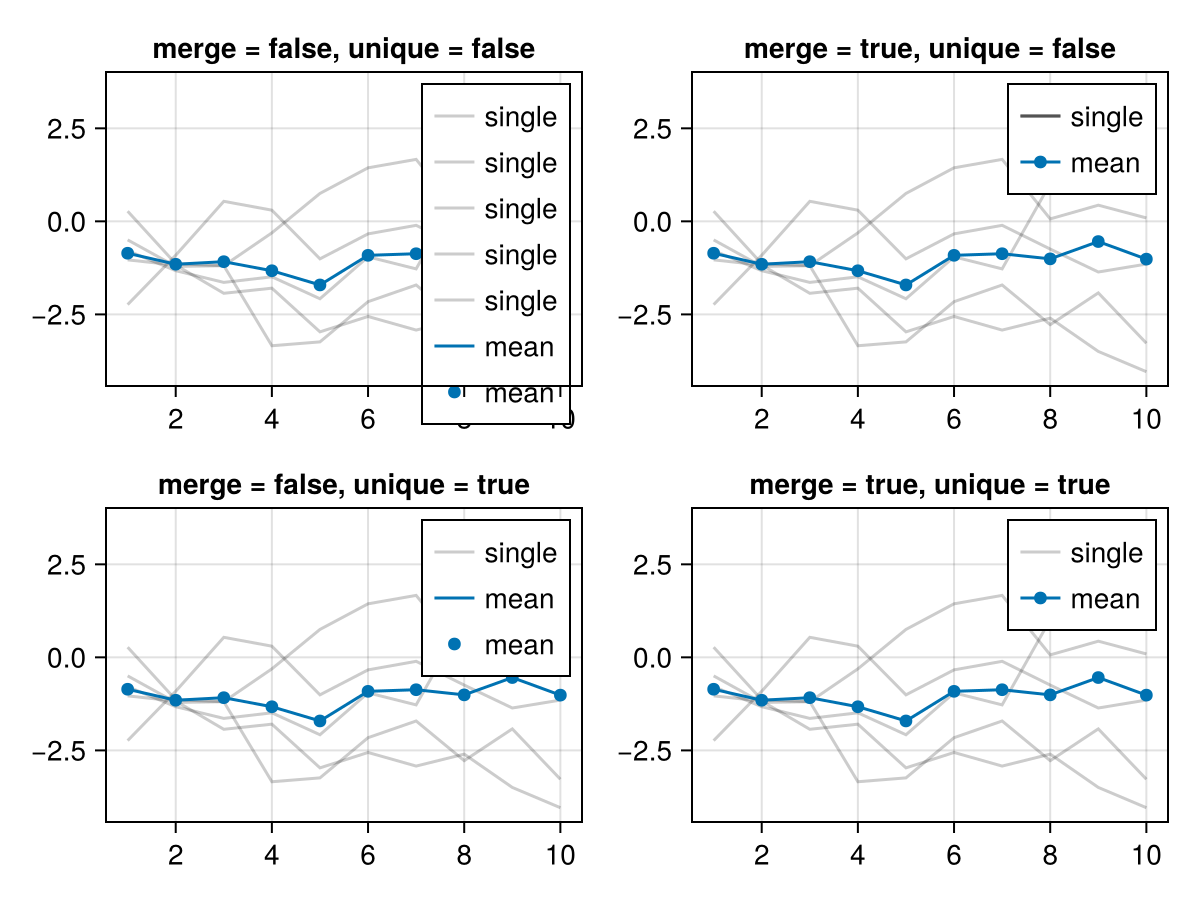 merge = false, unique = false
2.5
0.0
−2.5
2
4
6
8
10
single
single
single
single
single
mean
mean
merge = true, unique = false
2.5
0.0
−2.5
2
4
6
8
10
single
mean
merge = false, unique = true
2.5
0.0
−2.5
2
4
6
8
10
single
mean
mean
merge = true, unique = true
2.5
0.0
−2.5
2
4
6
8
10
single
mean